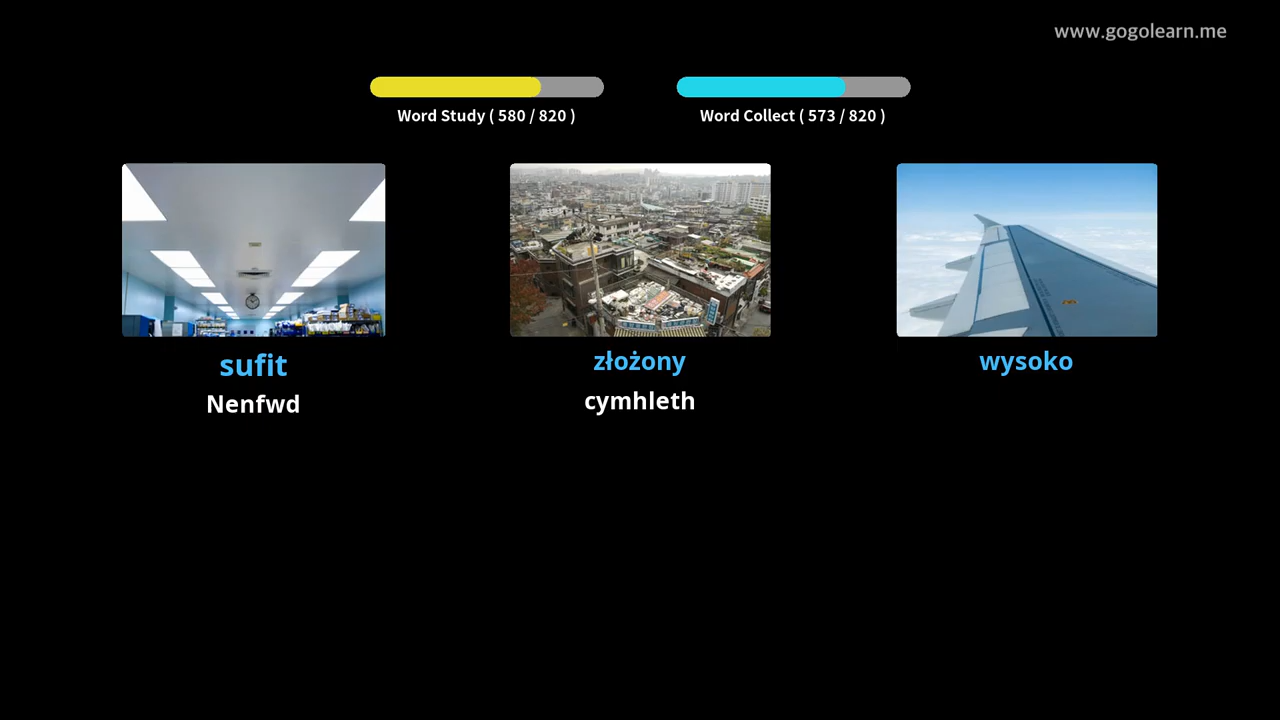 www.gogolearn.me
Word Study ( 580 / 820 )
Word Collect ( 573 / 820 )
sufit
Nenfwd
złożony
cymhleth
wysoko